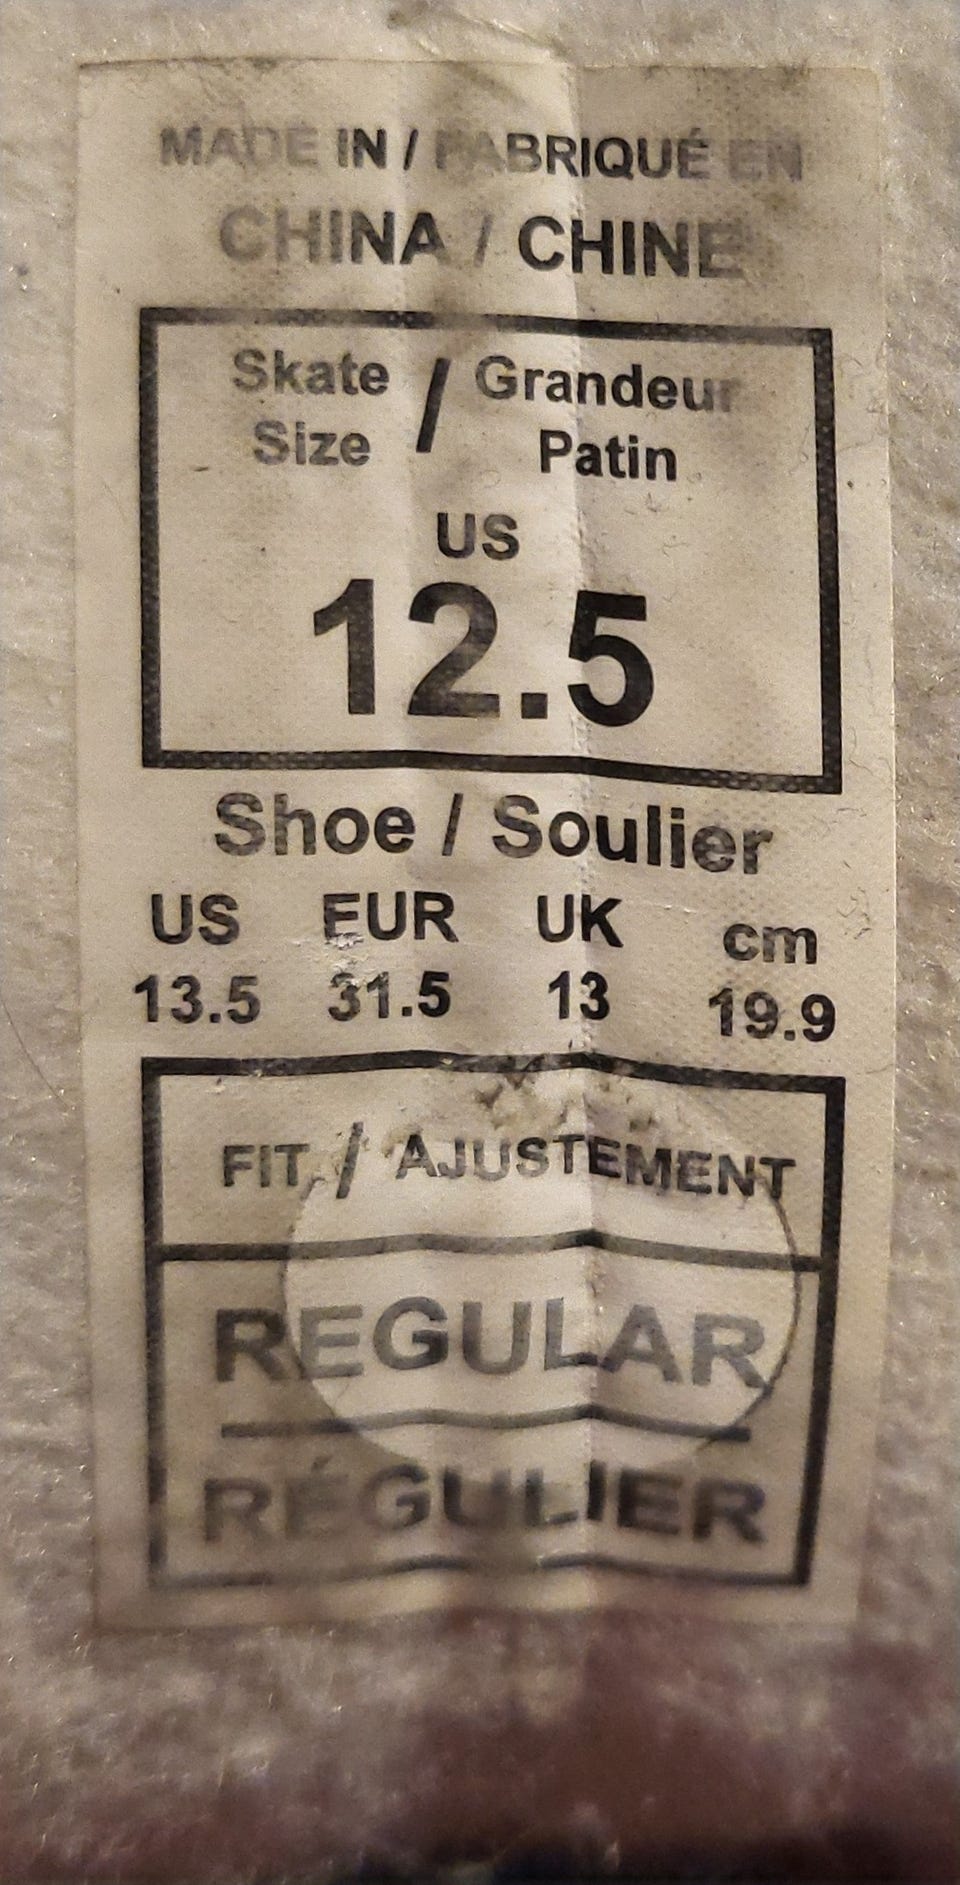 MADE IN / FABRIQUÉ EN
CHINA / CHINE
Skate / Grandeur
Size Patin
US
12.5
Shoe / Soulier
US EUR UK cm
13.5 31.5 13 19.9
FIT / AJUSTEMENT
REGULAR
RÉGULIER